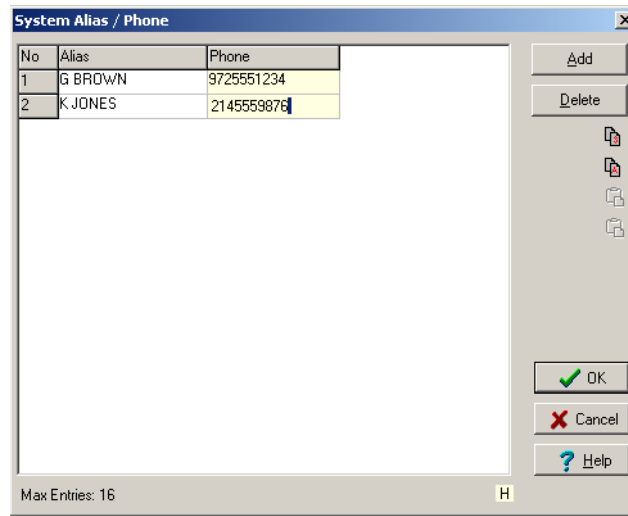 System Alias / Phone
No Alias Phone
1 G BROWN 9725551234
2 K JONES 2145559876
Add
Delete
OK
Cancel
Help
Max Entries: 16 H